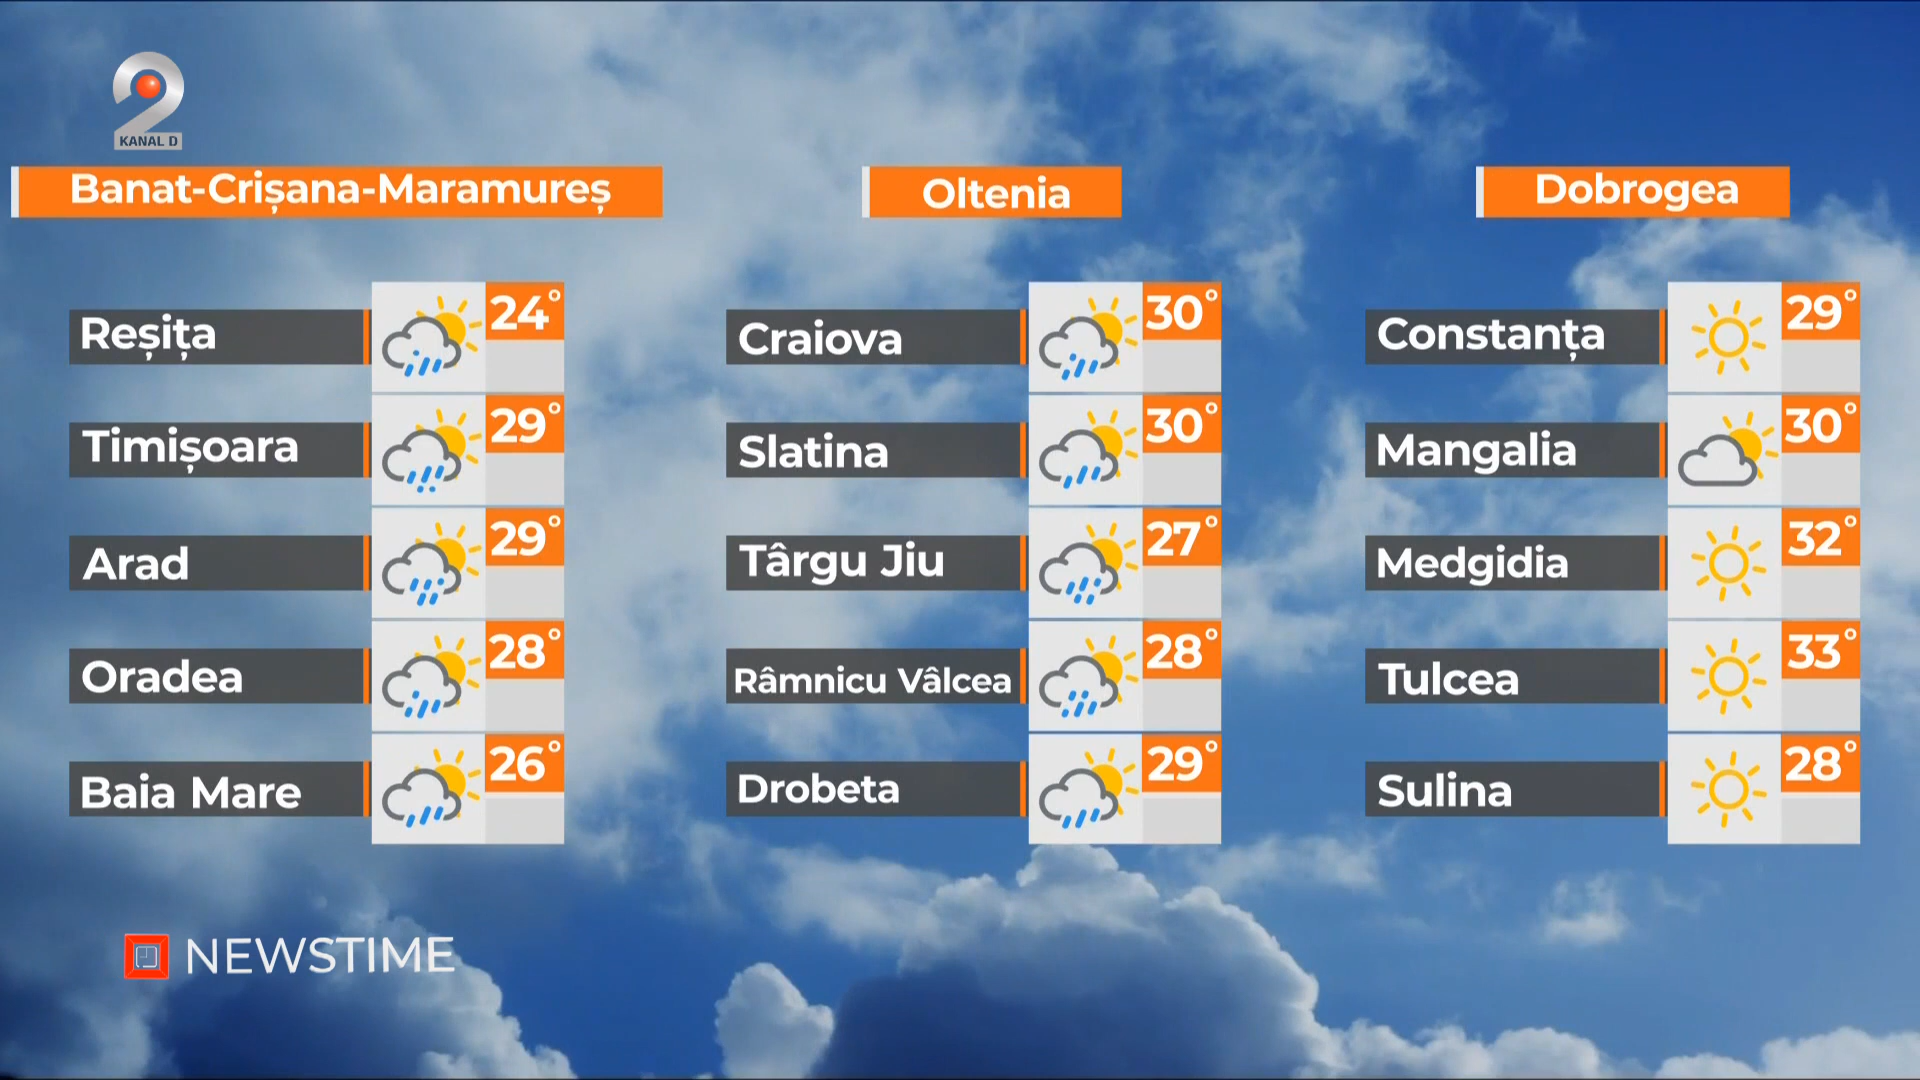 KANAL D
Banat-Crișana-Maramureș
Reșița 24°
Timișoara 29°
Arad 29°
Oradea 28°
Baia Mare 26°
Oltenia
Craiova 30°
Slatina 30°
Târgu Jiu 27°
Râmnicu Vâlcea 28°
Drobeta 29°
Dobrogea
Constanța 29°
Mangalia 30°
Medgidia 32°
Tulcea 33°
Sulina 28°
NEWSTIME